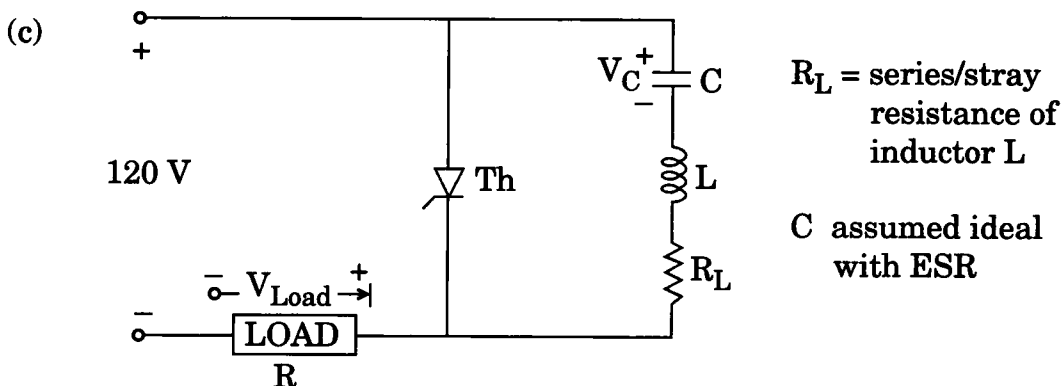 (c)
+
V_C + C
−
R_L = series/stray
resistance of
inductor L
120 V
Th
L
C assumed ideal
with ESR
− V_Load +
R_L
−
LOAD
R